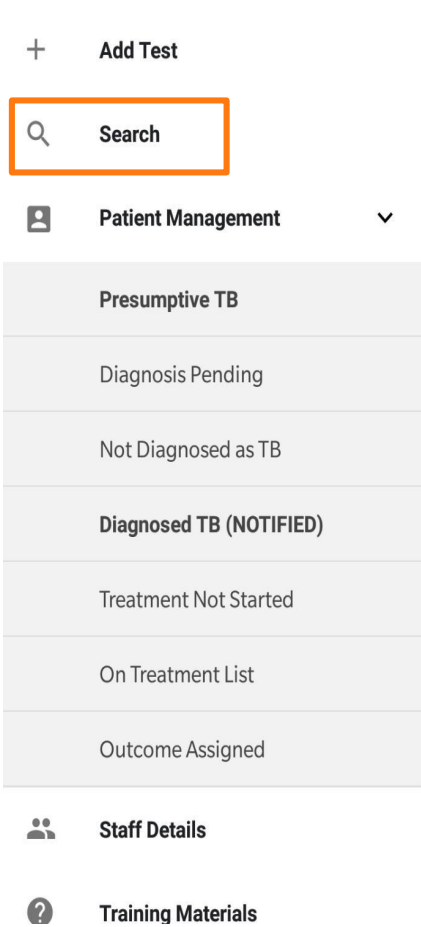 Add Test
Search
Patient Management
Presumptive TB
Diagnosis Pending
Not Diagnosed as TB
Diagnosed TB (NOTIFIED)
Treatment Not Started
On Treatment List
Outcome Assigned
Staff Details
Training Materials